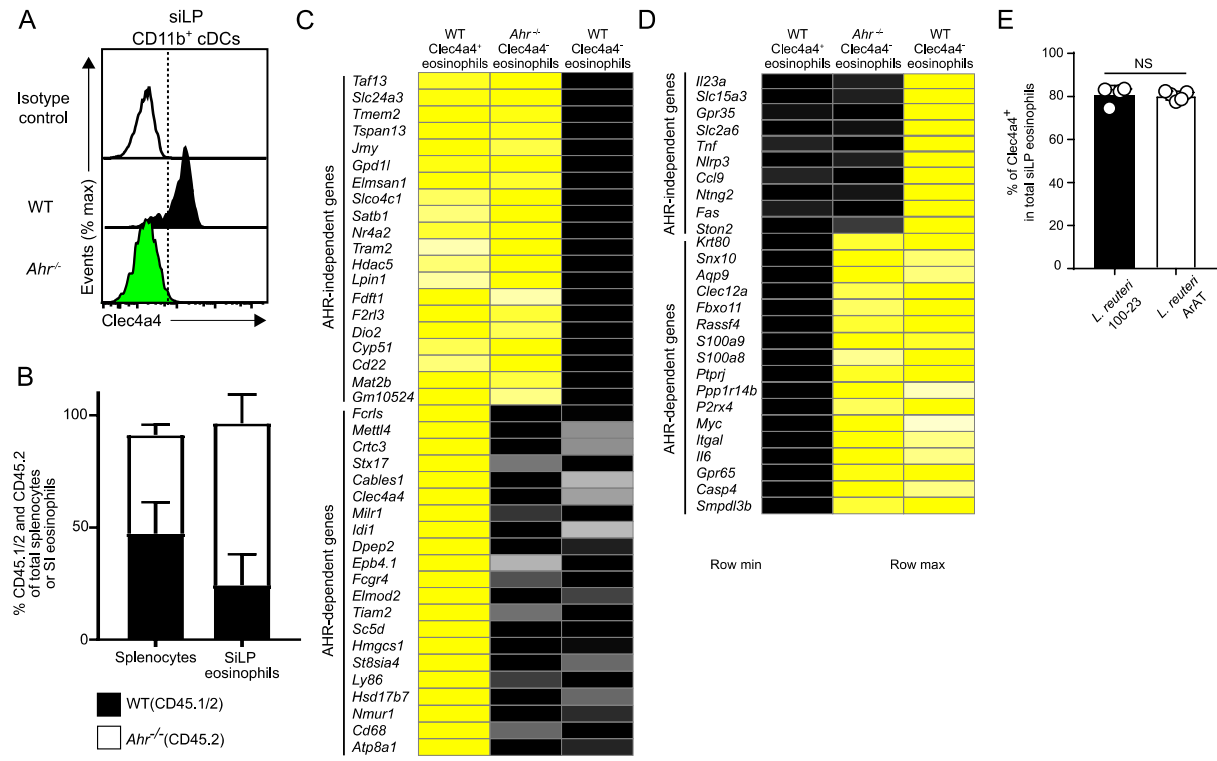 A
siLP
CD11b+ cDCs
Isotype
control
WT
Ahr-/-
Events (% max)
Clec4a4
B
% CD45.1/2 and CD45.2
of total splenocytes
or SI eosinophils
100
50
0
Splenocytes
SiLP
eosinophils
WT(CD45.1/2)
Ahr-/-(CD45.2)
C
WT
Clec4a4+
eosinophils
Ahr-/-
Clec4a4-
eosinophils
WT
Clec4a4-
eosinophils
AHR-independent genes
Taf13
Slc24a3
Tmem2
Tspan13
Jmy
Gpd1l
Elmsan1
Slco4c1
Satb1
Nr4a2
Tram2
Hdac5
Lpin1
Fdft1
F2rl3
Dio2
Cyp51
Cd22
Mat2b
Gm10524
AHR-dependent genes
Fcrls
Mettl4
Crtc3
Stx17
Cables1
Clec4a4
Milr1
Idi1
Dpep2
Epb4.1
Fcgr4
Elmod2
Tiam2
Sc5d
Hmgcs1
St8sia4
Ly86
Hsd17b7
Nmur1
Cd68
Atp8a1
D
WT
Clec4a4+
eosinophils
Ahr-/-
Clec4a4-
eosinophils
WT
Clec4a4-
eosinophils
AHR-independent genes
Il23a
Slc15a3
Gpr35
Slc2a6
Tnf
Nlrp3
Ccl9
Ntng2
Fas
Ston2
AHR-dependent genes
Krt80
Snx10
Aqp9
Clec12a
Fbxo11
Rassf4
S100a9
S100a8
Ptprj
Ppp1r14b
P2rx4
Myc
Itgal
Il6
Gpr65
Casp4
Smpdl3b
Row min
Row max
E
% of Clec4a4+
in total siLP eosinophils
100
80
60
40
20
0
NS
L. reuteri
100-23
L. reuteri
ArAT